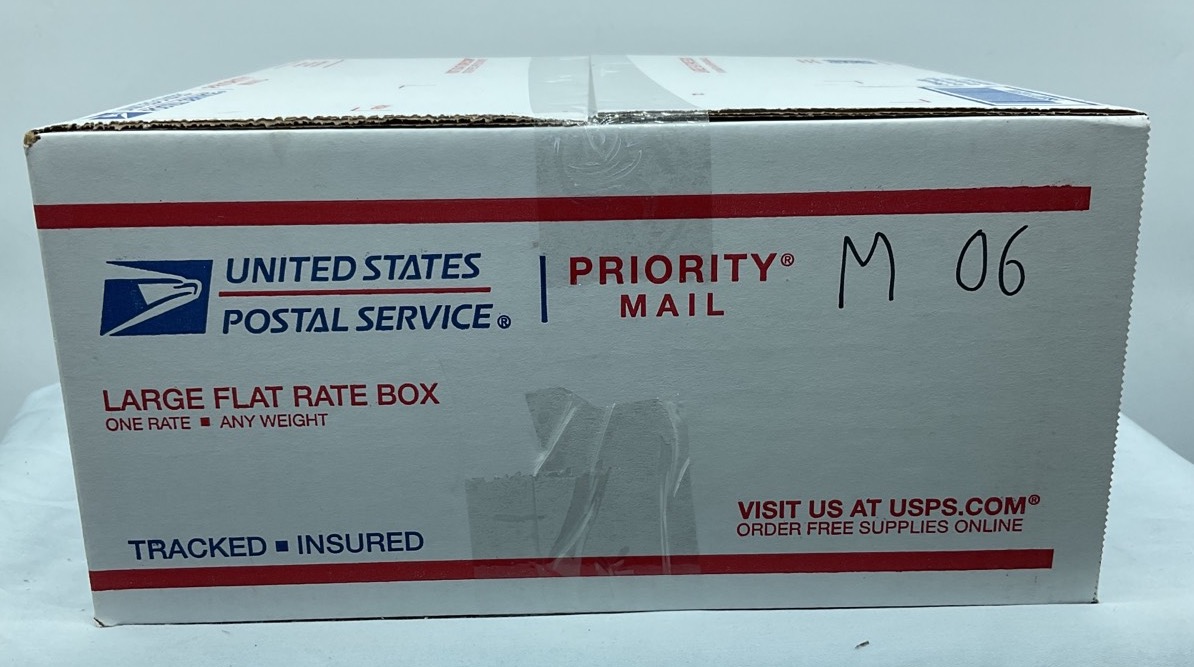 UNITED STATES
POSTAL SERVICE®
PRIORITY®
MAIL
M 06
LARGE FLAT RATE BOX
ONE RATE ■ ANY WEIGHT
TRACKED ■ INSURED
VISIT US AT USPS.COM®
ORDER FREE SUPPLIES ONLINE